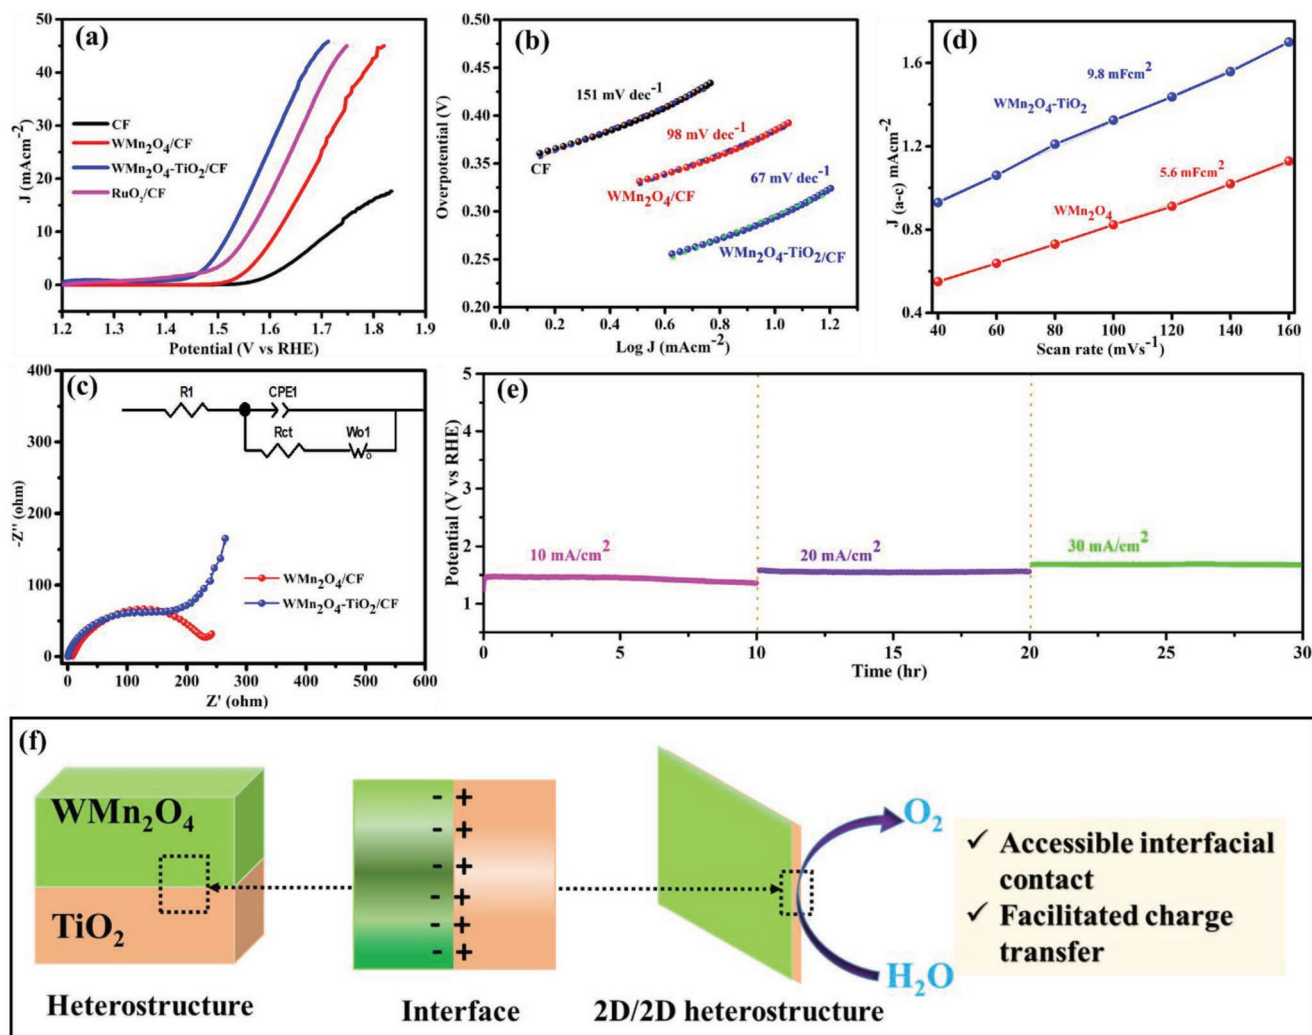 (a)
50
40
30
20
10
0
J (mAcm⁻²)
CF
WMn₂O₄/CF
WMn₂O₄-TiO₂/CF
RuO₂/CF
1.2 1.3 1.4 1.5 1.6 1.7 1.8 1.9
Potential (V vs RHE)
(b)
0.50
0.45
0.40
0.35
0.30
0.25
0.20
Overpotential (V)
151 mV dec⁻¹
CF
98 mV dec⁻¹
WMn₂O₄/CF
67 mV dec⁻¹
WMn₂O₄-TiO₂/CF
0.0 0.2 0.4 0.6 0.8 1.0 1.2
Log J (mAcm⁻²)
(d)
1.6
1.2
0.8
0.4
J (a-c) mAcm⁻²
9.8 mFcm²
WMn₂O₄-TiO₂
5.6 mFcm²
WMn₂O₄
40 60 80 100 120 140 160
Scan rate (mVs⁻¹)
(c)
400
300
200
100
0
-Z'' (ohm)
R1
CPE1
Rct
Wo1
WMn₂O₄/CF
WMn₂O₄-TiO₂/CF
0 100 200 300 400 500 600
Z' (ohm)
(e)
5
4
3
2
1
Potential (V vs RHE)
10 mA/cm²
20 mA/cm²
30 mA/cm²
0 5 10 15 20 25 30
Time (hr)
(f)
WMn₂O₄
TiO₂
Heterostructure
- +
- +
- +
- +
- +
- +
Interface
O₂
H₂O
2D/2D heterostructure
✓ Accessible interfacial
contact
✓ Facilitated charge
transfer